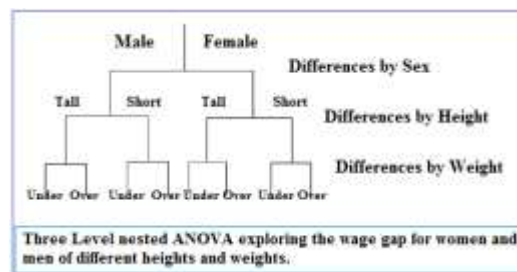 Male Female
Differences by Sex
Tall Short Tall Short
Differences by Height
Differences by Weight
Under Over Under Over Under Over Under Over
Three Level nested ANOVA exploring the wage gap for women and
men of different heights and weights.